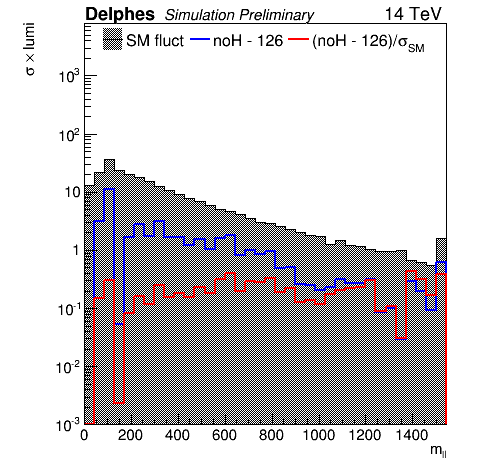 Delphes Simulation Preliminary 14 TeV
σ × lumi
SM fluct noH - 126 (noH - 126)/σSM
10³
10²
10
1
10⁻¹
10⁻²
10⁻³
0 200 400 600 800 1000 1200 1400
mll